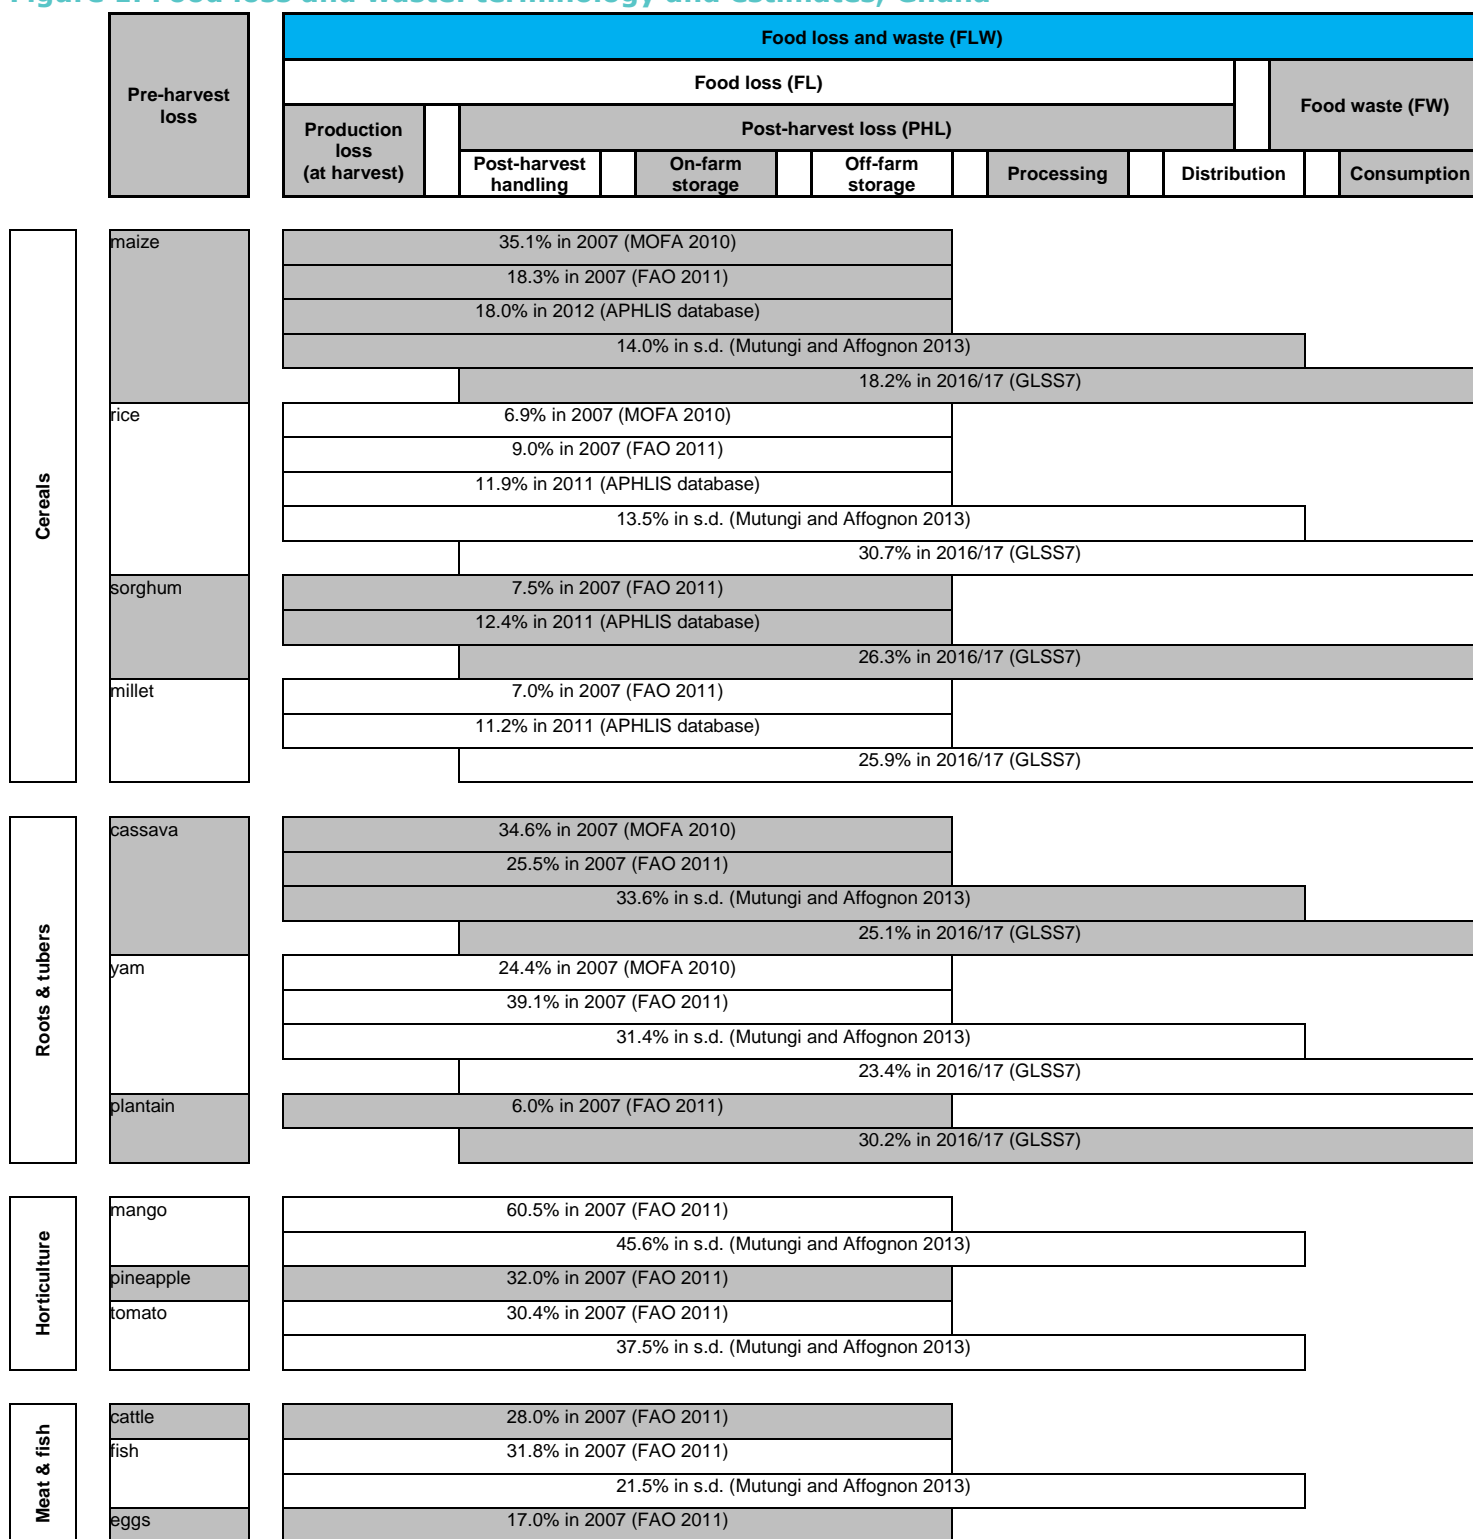 Figure 1. Food loss and waste: terminology and estimates, Ghana
Food loss and waste (FLW)
Pre-harvest
loss
Food loss (FL)
Food waste (FW)
Production
loss
(at harvest)
Post-harvest loss (PHL)
Post-harvest
handling
On-farm
storage
Off-farm
storage
Processing
Distribution
Consumption
Cereals
maize
35.1% in 2007 (MOFA 2010)
18.3% in 2007 (FAO 2011)
18.0% in 2012 (APHLIS database)
14.0% in s.d. (Mutungi and Affognon 2013)
18.2% in 2016/17 (GLSS7)
rice
6.9% in 2007 (MOFA 2010)
9.0% in 2007 (FAO 2011)
11.9% in 2011 (APHLIS database)
13.5% in s.d. (Mutungi and Affognon 2013)
30.7% in 2016/17 (GLSS7)
sorghum
7.5% in 2007 (FAO 2011)
12.4% in 2011 (APHLIS database)
26.3% in 2016/17 (GLSS7)
millet
7.0% in 2007 (FAO 2011)
11.2% in 2011 (APHLIS database)
25.9% in 2016/17 (GLSS7)
Roots & tubers
cassava
34.6% in 2007 (MOFA 2010)
25.5% in 2007 (FAO 2011)
33.6% in s.d. (Mutungi and Affognon 2013)
25.1% in 2016/17 (GLSS7)
yam
24.4% in 2007 (MOFA 2010)
39.1% in 2007 (FAO 2011)
31.4% in s.d. (Mutungi and Affognon 2013)
23.4% in 2016/17 (GLSS7)
plantain
6.0% in 2007 (FAO 2011)
30.2% in 2016/17 (GLSS7)
Horticulture
mango
60.5% in 2007 (FAO 2011)
45.6% in s.d. (Mutungi and Affognon 2013)
pineapple
32.0% in 2007 (FAO 2011)
tomato
30.4% in 2007 (FAO 2011)
37.5% in s.d. (Mutungi and Affognon 2013)
Meat & fish
cattle
28.0% in 2007 (FAO 2011)
fish
31.8% in 2007 (FAO 2011)
21.5% in s.d. (Mutungi and Affognon 2013)
eggs
17.0% in 2007 (FAO 2011)